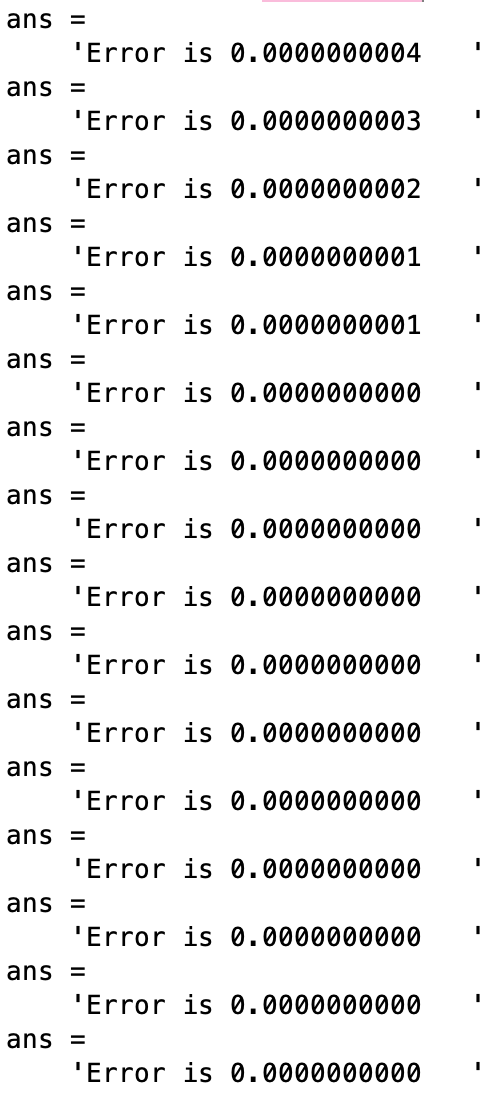 ans =
'Error is 0.0000000004   '
ans =
'Error is 0.0000000003   '
ans =
'Error is 0.0000000002   '
ans =
'Error is 0.0000000001   '
ans =
'Error is 0.0000000001   '
ans =
'Error is 0.0000000000   '
ans =
'Error is 0.0000000000   '
ans =
'Error is 0.0000000000   '
ans =
'Error is 0.0000000000   '
ans =
'Error is 0.0000000000   '
ans =
'Error is 0.0000000000   '
ans =
'Error is 0.0000000000   '
ans =
'Error is 0.0000000000   '
ans =
'Error is 0.0000000000   '
ans =
'Error is 0.0000000000   '
ans =
'Error is 0.0000000000   '